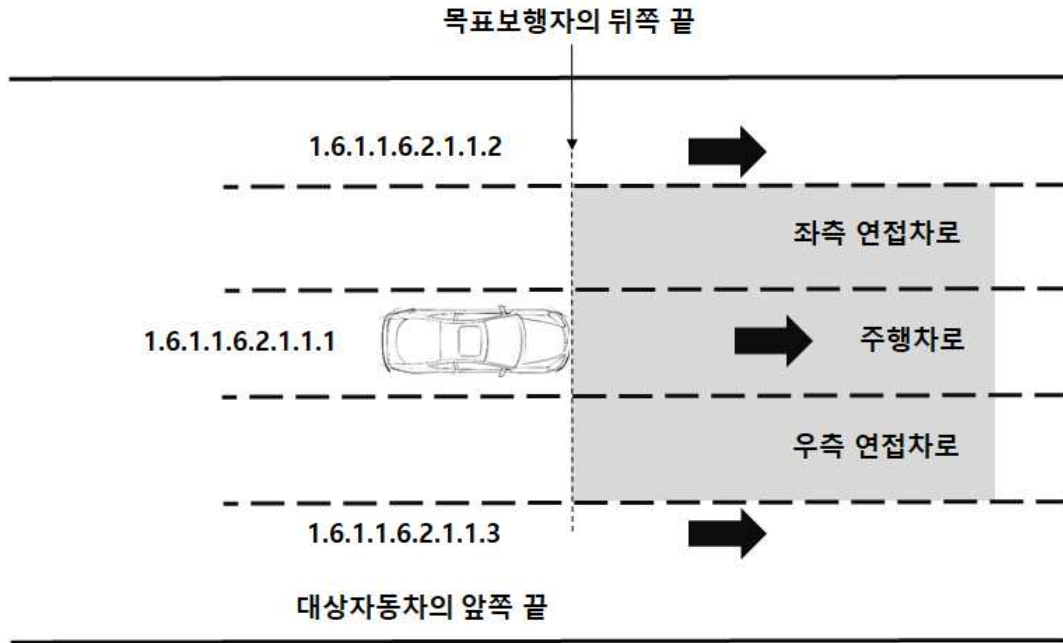 목표보행자의 뒤쪽 끝
1.6.1.1.6.2.1.1.2
좌측 연접차로
1.6.1.1.6.2.1.1.1
주행차로
우측 연접차로
1.6.1.1.6.2.1.1.3
대상자동차의 앞쪽 끝